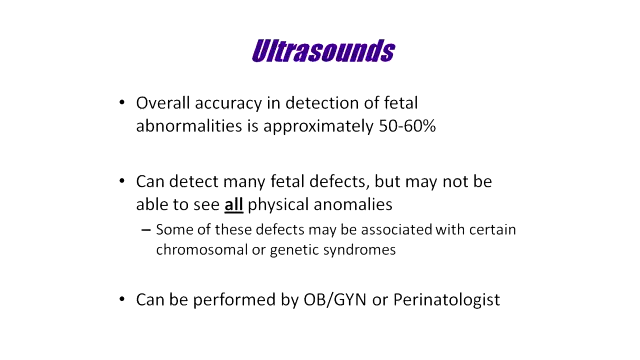 Ultrasounds
• Overall accuracy in detection of fetal
abnormalities is approximately 50-60%
• Can detect many fetal defects, but may not be
able to see all physical anomalies
– Some of these defects may be associated with certain
chromosomal or genetic syndromes
• Can be performed by OB/GYN or Perinatologist